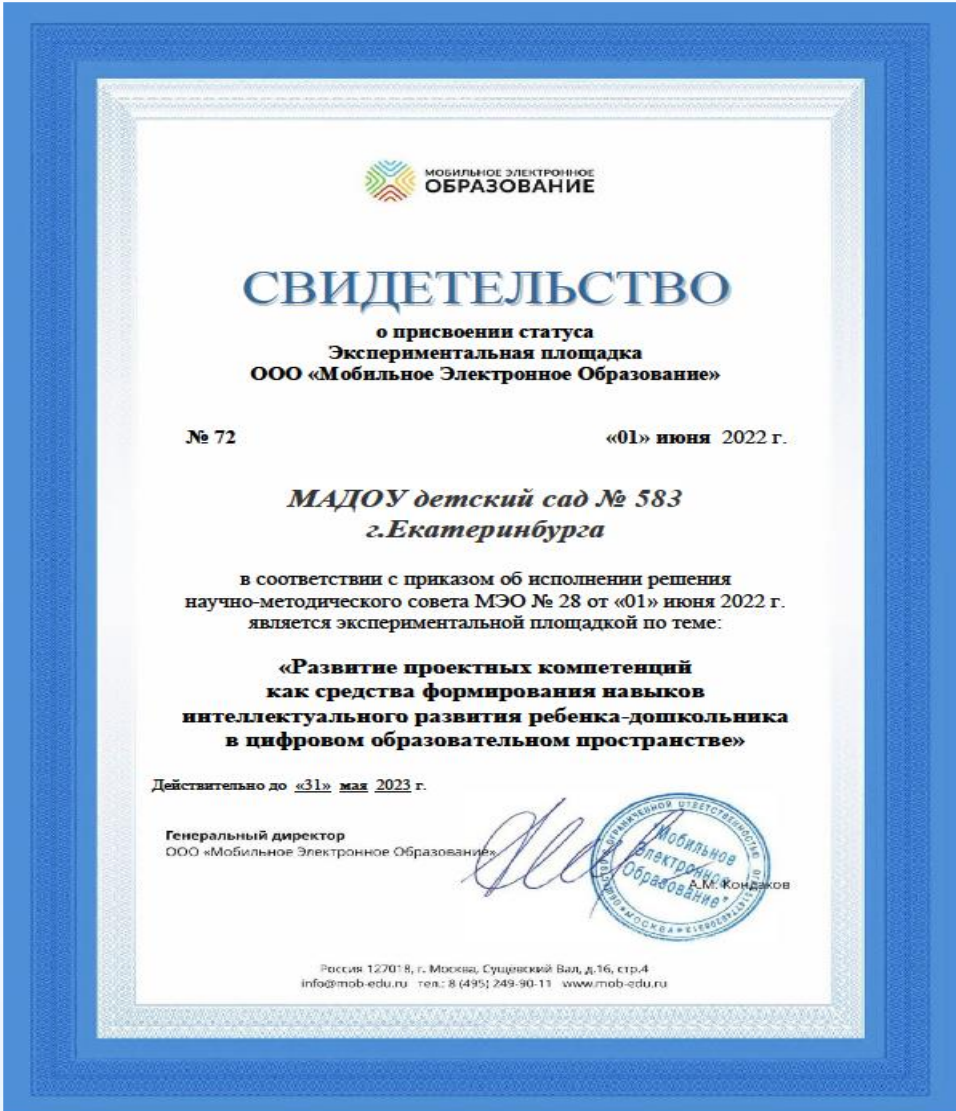 МОБИЛЬНОЕ ЭЛЕКТРОННОЕ
ОБРАЗОВАНИЕ
СВИДЕТЕЛЬСТВО
о присвоении статуса
Экспериментальная площадка
ООО «Мобильное Электронное Образование»
№ 72 «01» июня 2022 г.
МАДОУ детский сад № 583
г.Екатеринбурга
в соответствии с приказом об исполнении решения
научно-методического совета МЭО № 28 от «01» июня 2022 г.
является экспериментальной площадкой по теме:
«Развитие проектных компетенций
как средства формирования навыков
интеллектуального развития ребенка-дошкольника
в цифровом образовательном пространстве»
Действительно до «31» мая 2023 г.
Генеральный директор
ООО «Мобильное Электронное Образование»
ОБЩЕСТВО С ОГРАНИЧЕННОЙ ОТВЕТСТВЕННОСТЬЮ
"Мобильное
Электронное
Образование"
МОСКВА
А.М. Кондаков
Россия 127018, г. Москва, Сущёвский Вал, д.16, стр.4
info@mob-edu.ru тел.: 8 (495) 249-90-11 www.mob-edu.ru